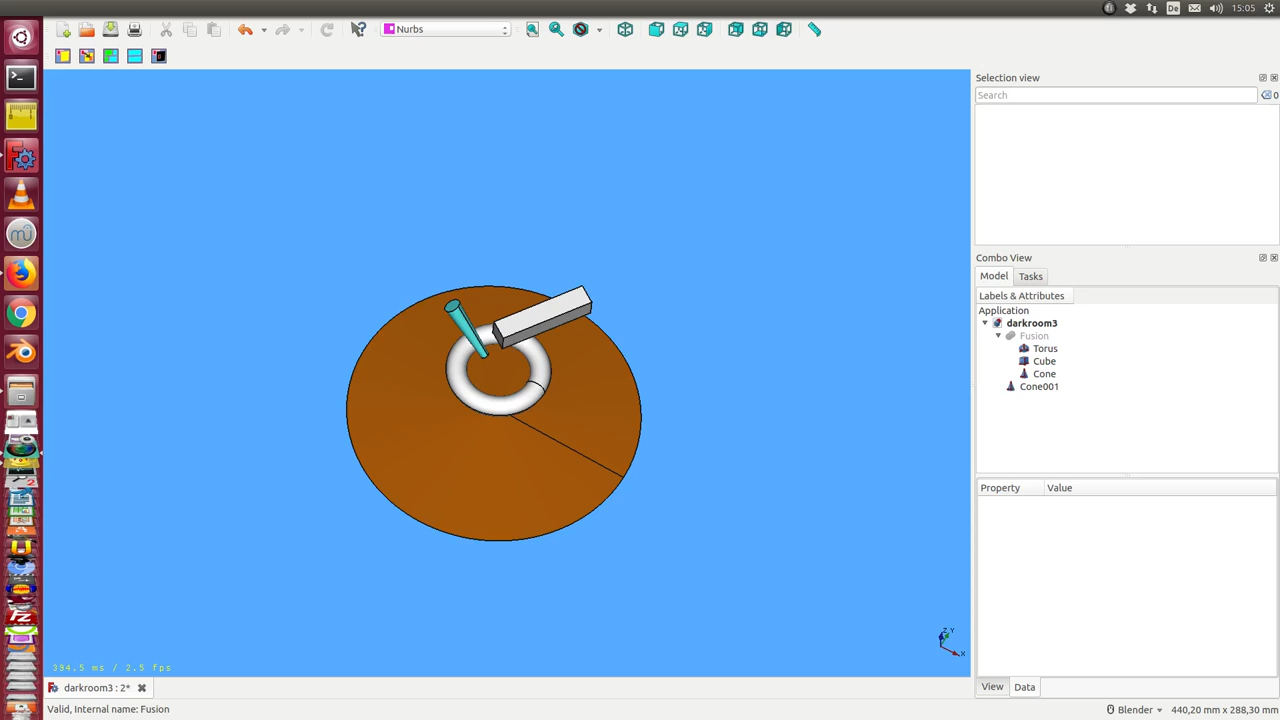 De 15:05
Nurbs
Selection view
Search
0
Combo View
Model Tasks
Labels & Attributes
Application
darkroom3
Fusion
Torus
Cube
Cone
Cone001
Property Value
Z Y
X
394.5 ms / 2.5 fps
View Data
darkroom3 : 2*
Valid, Internal name: Fusion
Blender 440,20 mm x 288,30 mm